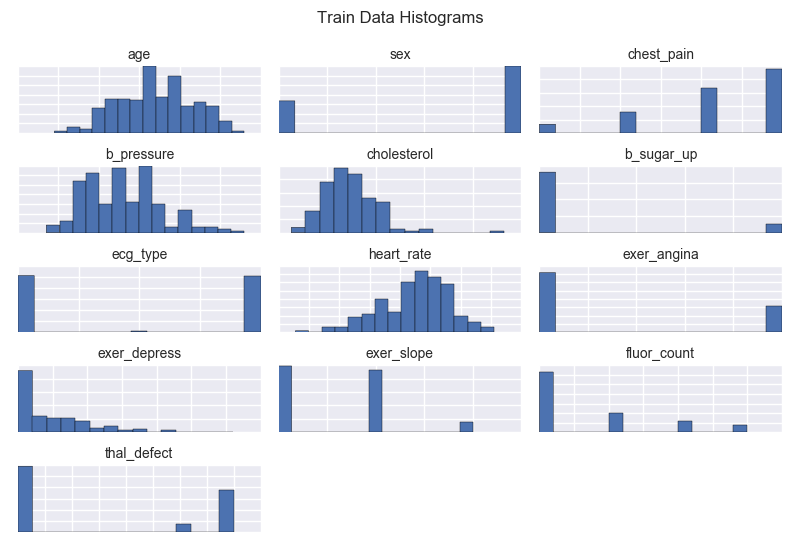 Train Data Histograms
age
sex
chest_pain
b_pressure
cholesterol
b_sugar_up
ecg_type
heart_rate
exer_angina
exer_depress
exer_slope
fluor_count
thal_defect